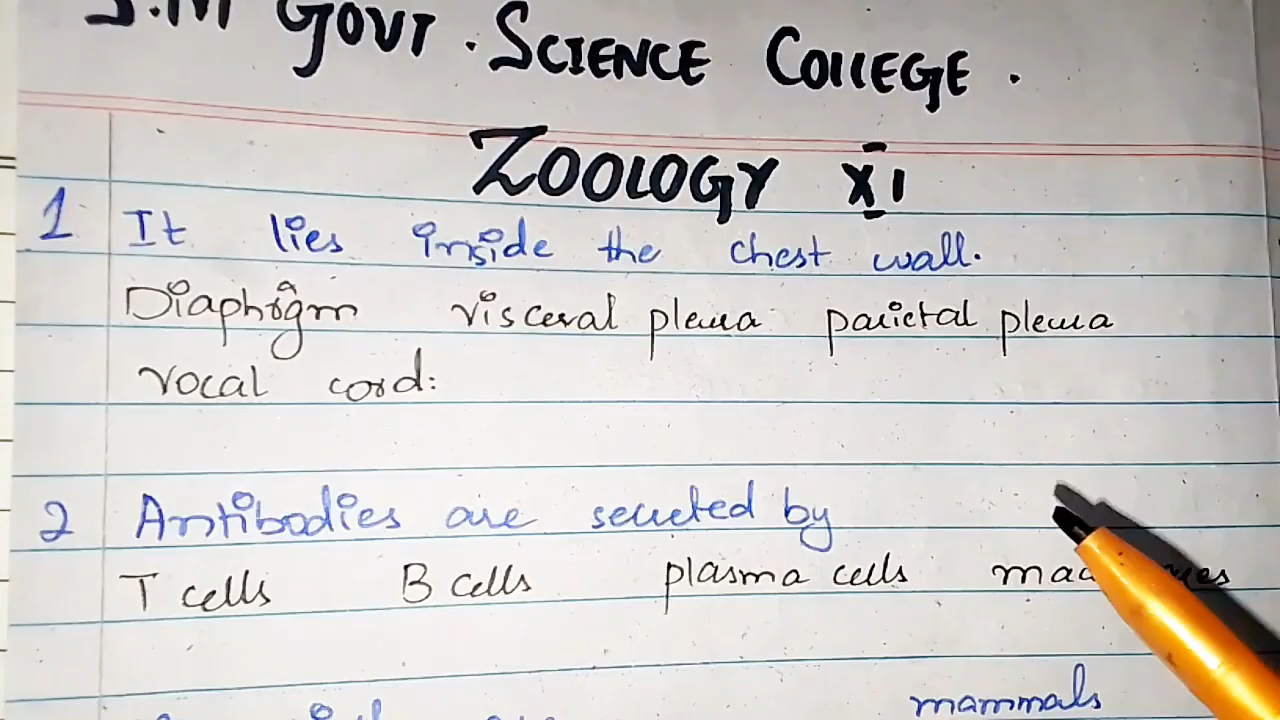 GOVT. SCIENCE COLLEGE.
ZOOLOGY XI
1 It lies inside the chest wall.
Diaphragm visceral pleura parietal pleura
vocal cord:
2 Antibodies are secreted by
T cells B cells plasma cells
mammals